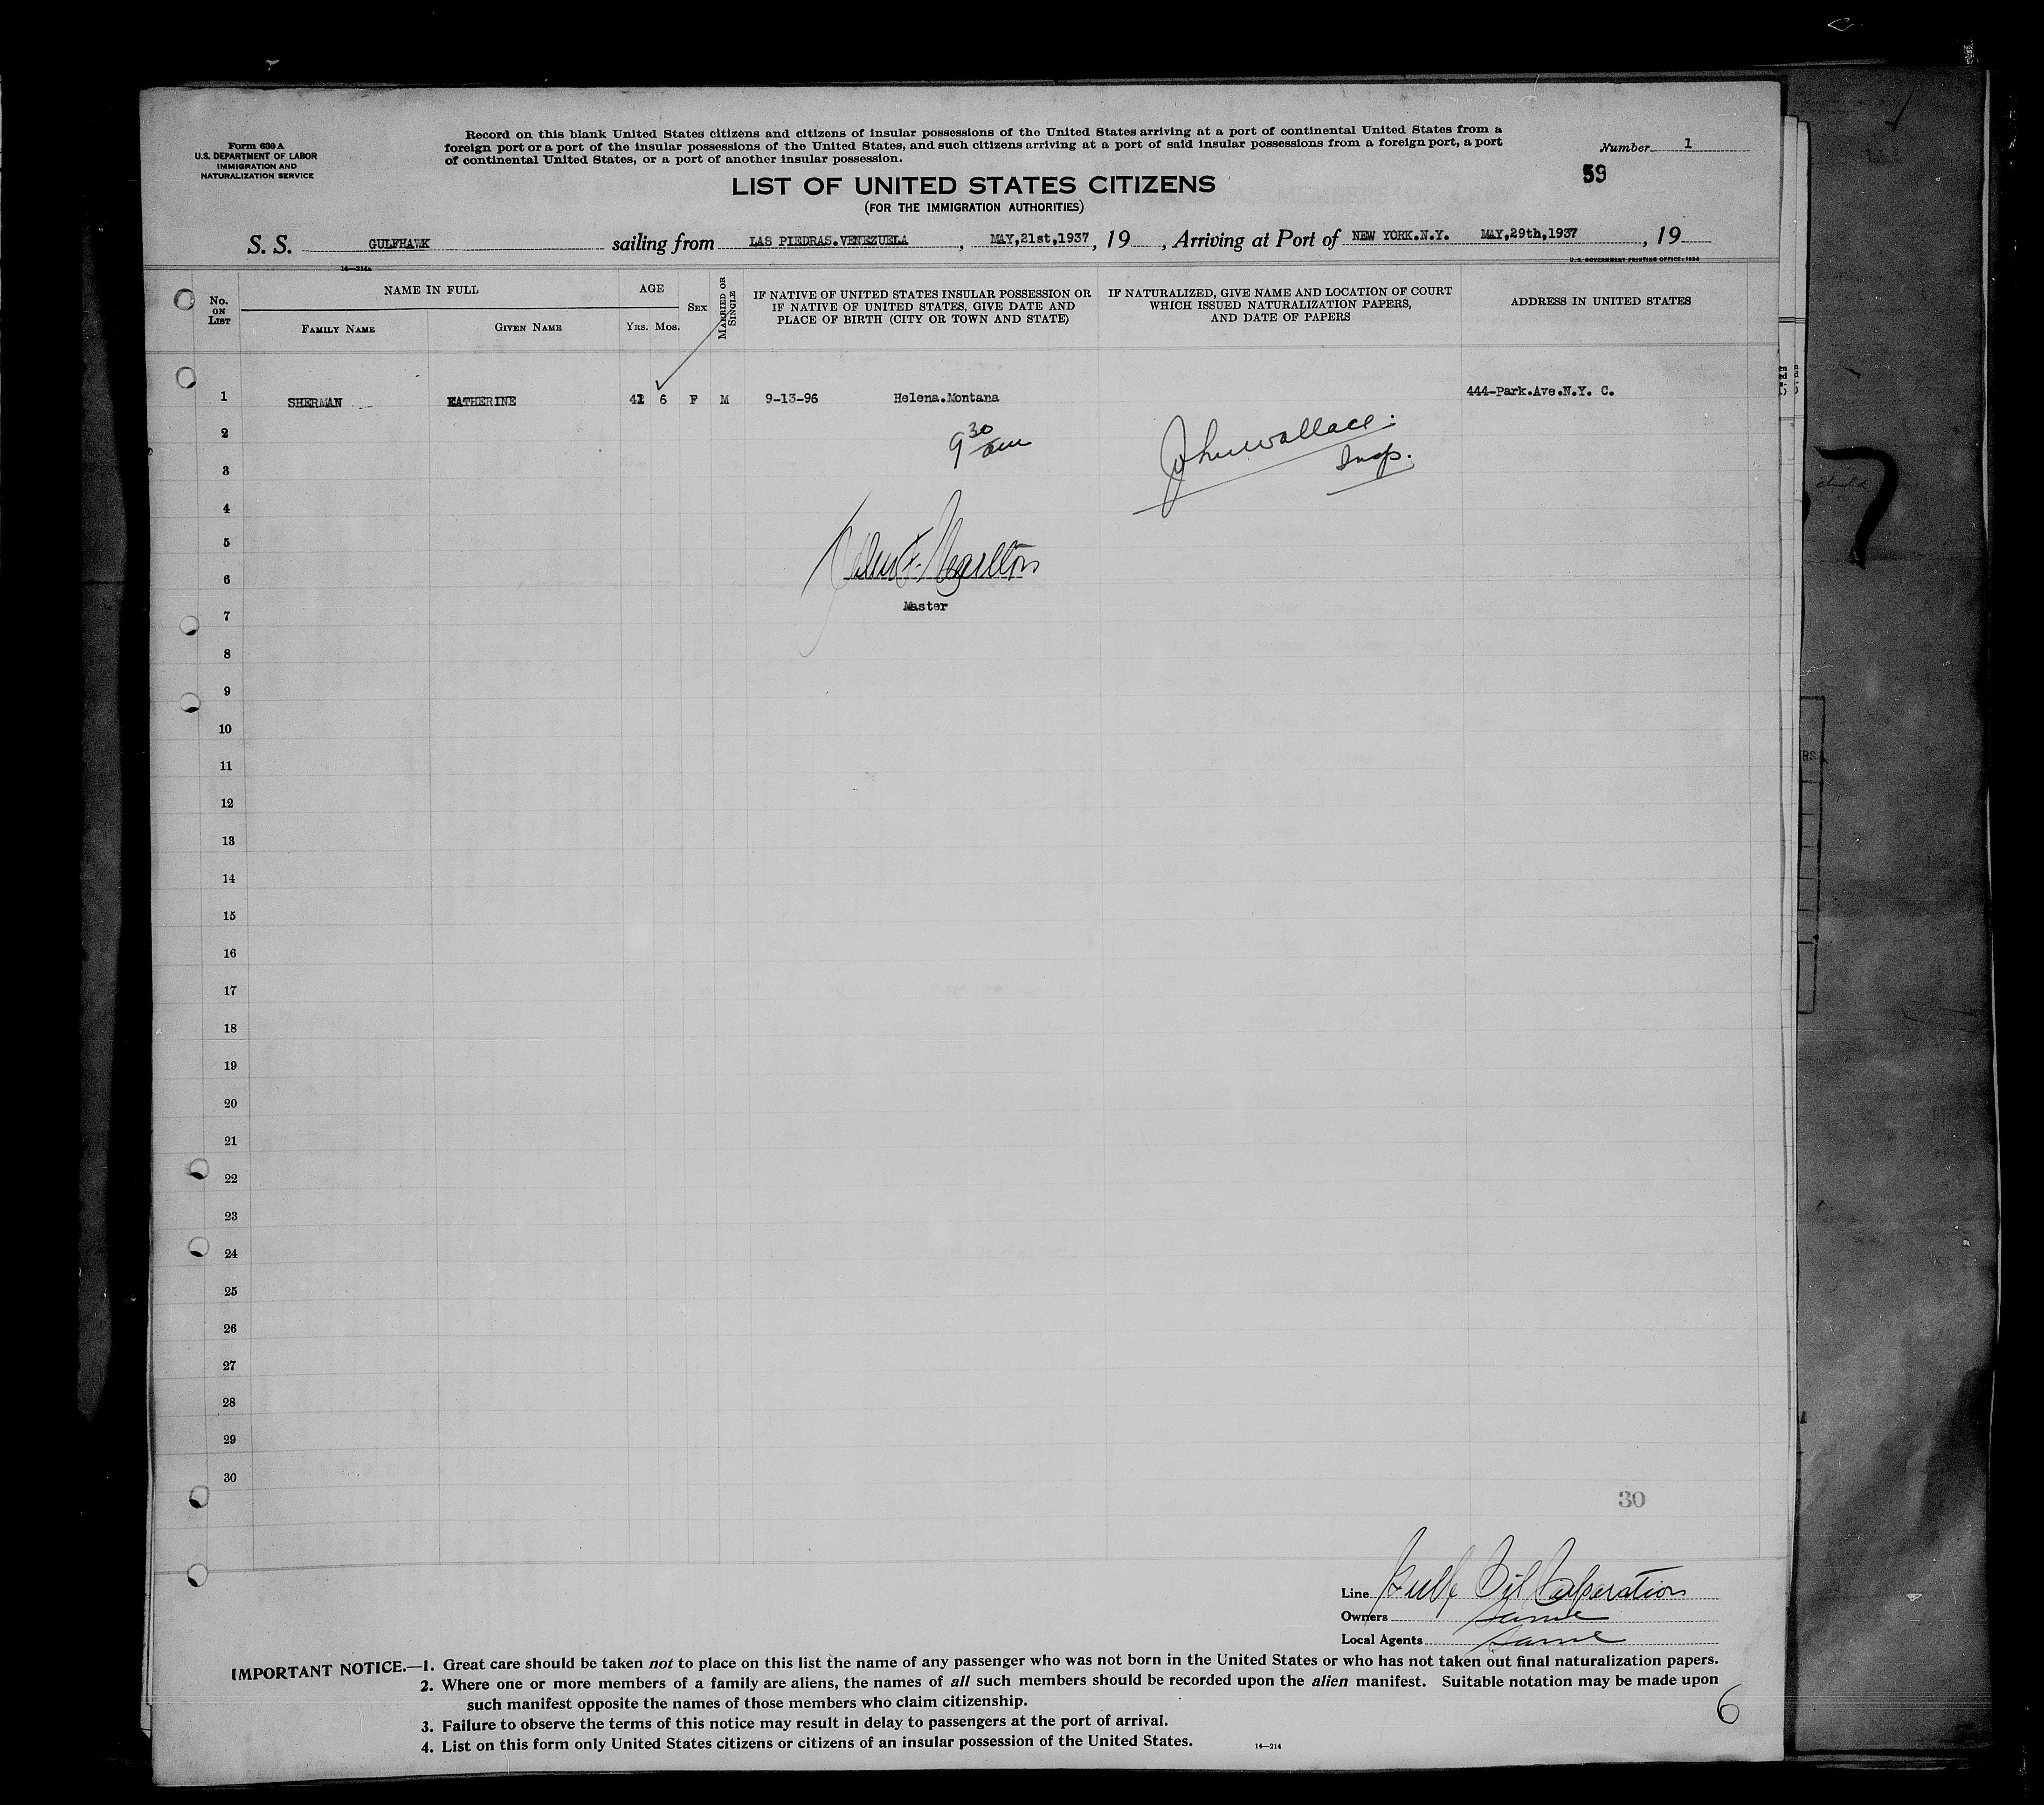 Form 630 A
U.S. DEPARTMENT OF LABOR
IMMIGRATION AND
NATURALIZATION SERVICE
Record on this blank United States citizens and citizens of insular possessions of the United States arriving at a port of continental United States from a
foreign port or a port of the insular possessions of the United States, and such citizens arriving at a port of said insular possessions from a foreign port, a port
of continental United States, or a port of another insular possession.
Number 1
59
LIST OF UNITED STATES CITIZENS
(FOR THE IMMIGRATION AUTHORITIES)
S. S. GULFHAWK sailing from LAS PIEDRAS.VENEZUELA, MAY,21st,1937, 19 , Arriving at Port of NEW YORK.N.Y. MAY,29th,1937, 19
14—214a
U. S. GOVERNMENT PRINTING OFFICE: 1934
No. ON LIST
NAME IN FULL
FAMILY NAME
GIVEN NAME
AGE
YRS. MOS.
SEX
MARRIED OR SINGLE
IF NATIVE OF UNITED STATES INSULAR POSSESSION OR
IF NATIVE OF UNITED STATES, GIVE DATE AND
PLACE OF BIRTH (CITY OR TOWN AND STATE)
IF NATURALIZED, GIVE NAME AND LOCATION OF COURT
WHICH ISSUED NATURALIZATION PAPERS,
AND DATE OF PAPERS
ADDRESS IN UNITED STATES
1 SHERMAN KATHERINE 41 6 F M 9-13-96 Helena.Montana 444-Park.Ave.N.Y. C.
2
9 30 am
John Wallace
Insp.
3
4
5
6
Master
7
8
9
10
11
12
13
14
15
16
17
18
19
20
21
22
23
24
25
26
27
28
29
30
30
Line Gulf Oil Corporation
Owners Same
Local Agents Same
IMPORTANT NOTICE.—1. Great care should be taken not to place on this list the name of any passenger who was not born in the United States or who has not taken out final naturalization papers.
2. Where one or more members of a family are aliens, the names of all such members should be recorded upon the alien manifest. Suitable notation may be made upon
such manifest opposite the names of those members who claim citizenship.
3. Failure to observe the terms of this notice may result in delay to passengers at the port of arrival.
4. List on this form only United States citizens or citizens of an insular possession of the United States.
14—214
6
7
child